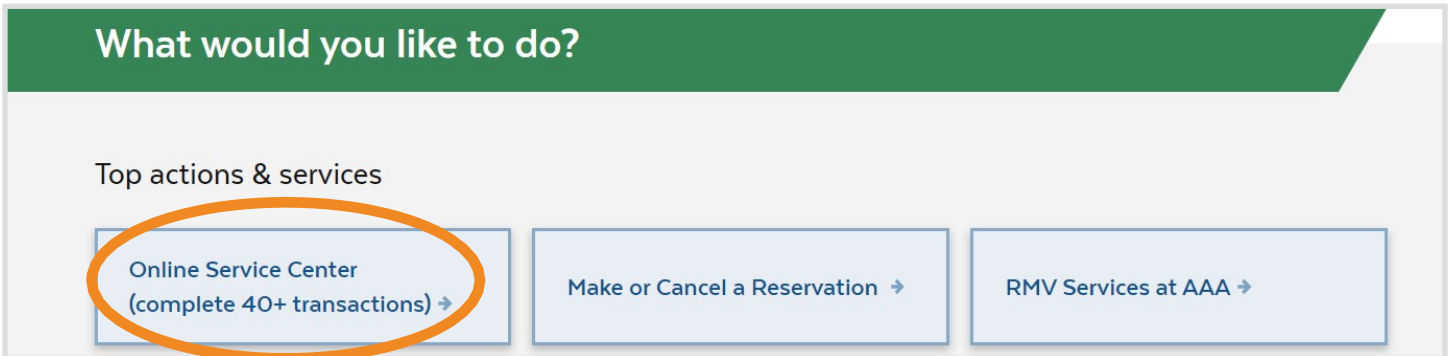 What would you like to do?
Top actions & services
Online Service Center
(complete 40+ transactions) →
Make or Cancel a Reservation →
RMV Services at AAA →